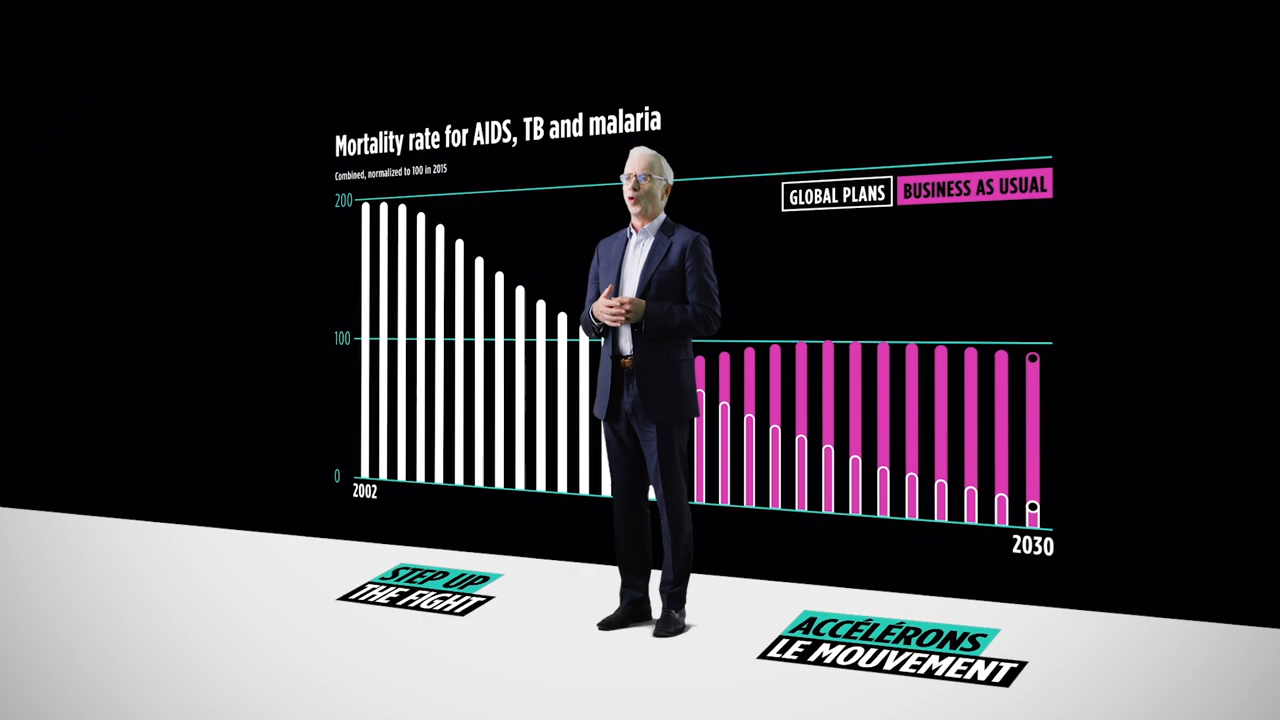 Mortality rate for AIDS, TB and malaria
Combined, normalized to 100 in 2015
200
GLOBAL PLANS
BUSINESS AS USUAL
100
0
2002
2030
STEP UP
THE FIGHT
ACCÉLÉRONS
LE MOUVEMENT